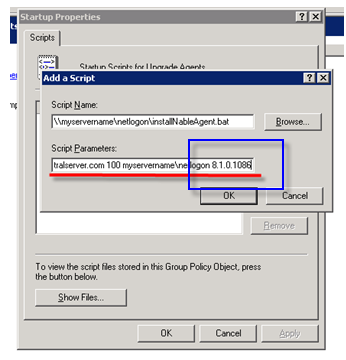 Startup Properties
Scripts
Startup Scripts for Upgrade Agents
Add a Script
Script Name:
\\myservername\netlogon\installNableAgent.bat
Browse...
Script Parameters:
tralserver.com 100 myservername\netlogon 8.1.0.1086
OK
Cancel
Remove
To view the script files stored in this Group Policy Object, press
the button below.
Show Files...
OK
Cancel
Apply